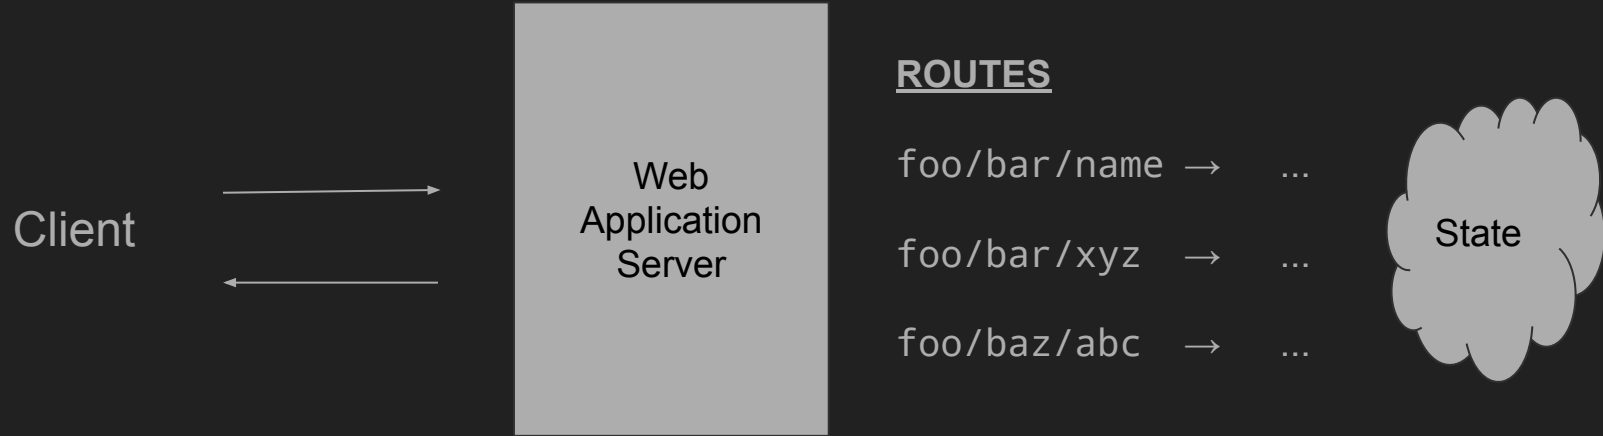 Client
Web
Application
Server
ROUTES
foo/bar/name → ...
foo/bar/xyz → ...
foo/baz/abc → ...
State